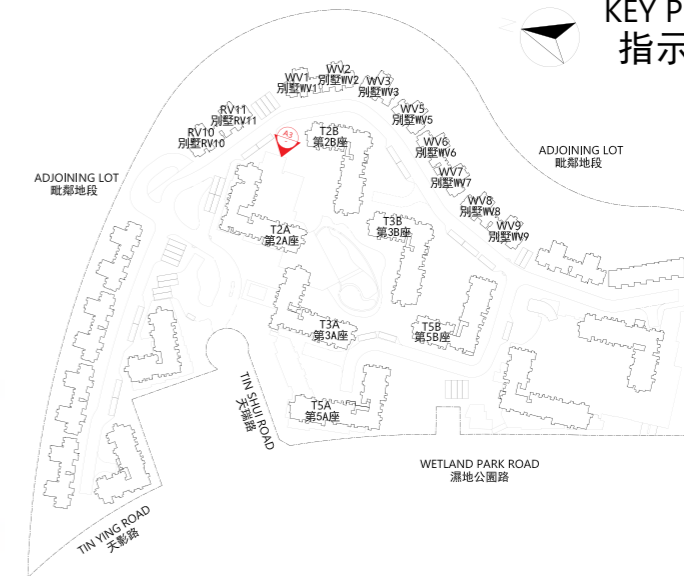 KEY P
指示
WV1
別墅WV1
WV2
別墅WV2
WV3
別墅WV3
RV11
別墅RV11
RV10
別墅RV10
WV5
別墅WV5
WV6
別墅WV6
WV7
別墅WV7
WV8
別墅WV8
WV9
別墅WV9
A3
T2B
第2B座
ADJOINING LOT
毗鄰地段
ADJOINING LOT
毗鄰地段
T2A
第2A座
T3B
第3B座
T3A
第3A座
T5B
第5B座
T5A
第5A座
TIN SHUI ROAD
天瑞路
WETLAND PARK ROAD
濕地公園路
TIN YING ROAD
天影路